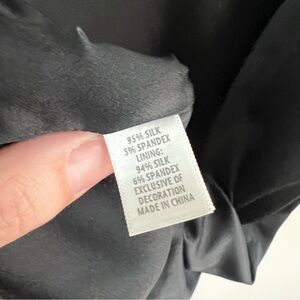 95% SILK
5% SPANDEX
LINING:
94% SILK
6% SPANDEX
EXCLUSIVE OF
DECORATION
MADE IN CHINA